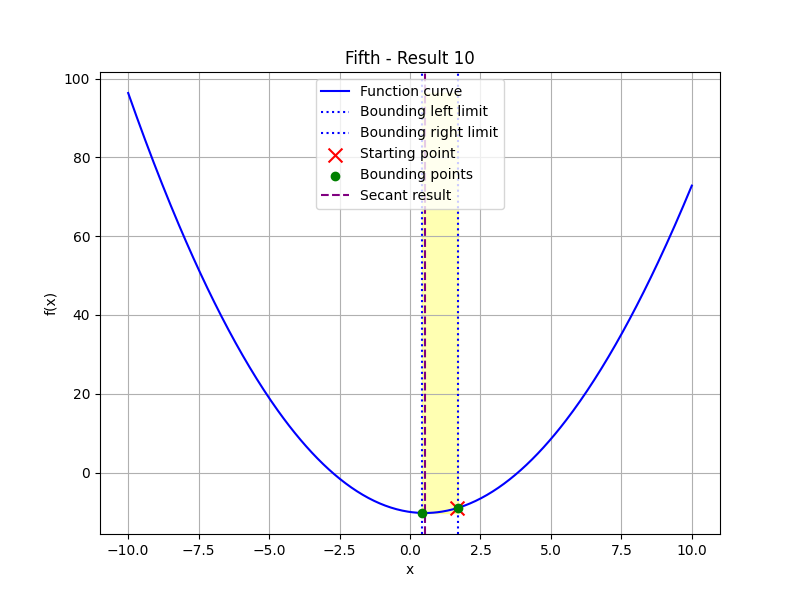 Fifth - Result 10
Function curve
Bounding left limit
Bounding right limit
Starting point
Bounding points
Secant result
100
80
60
40
20
0
f(x)
−10.0 −7.5 −5.0 −2.5 0.0 2.5 5.0 7.5 10.0
x